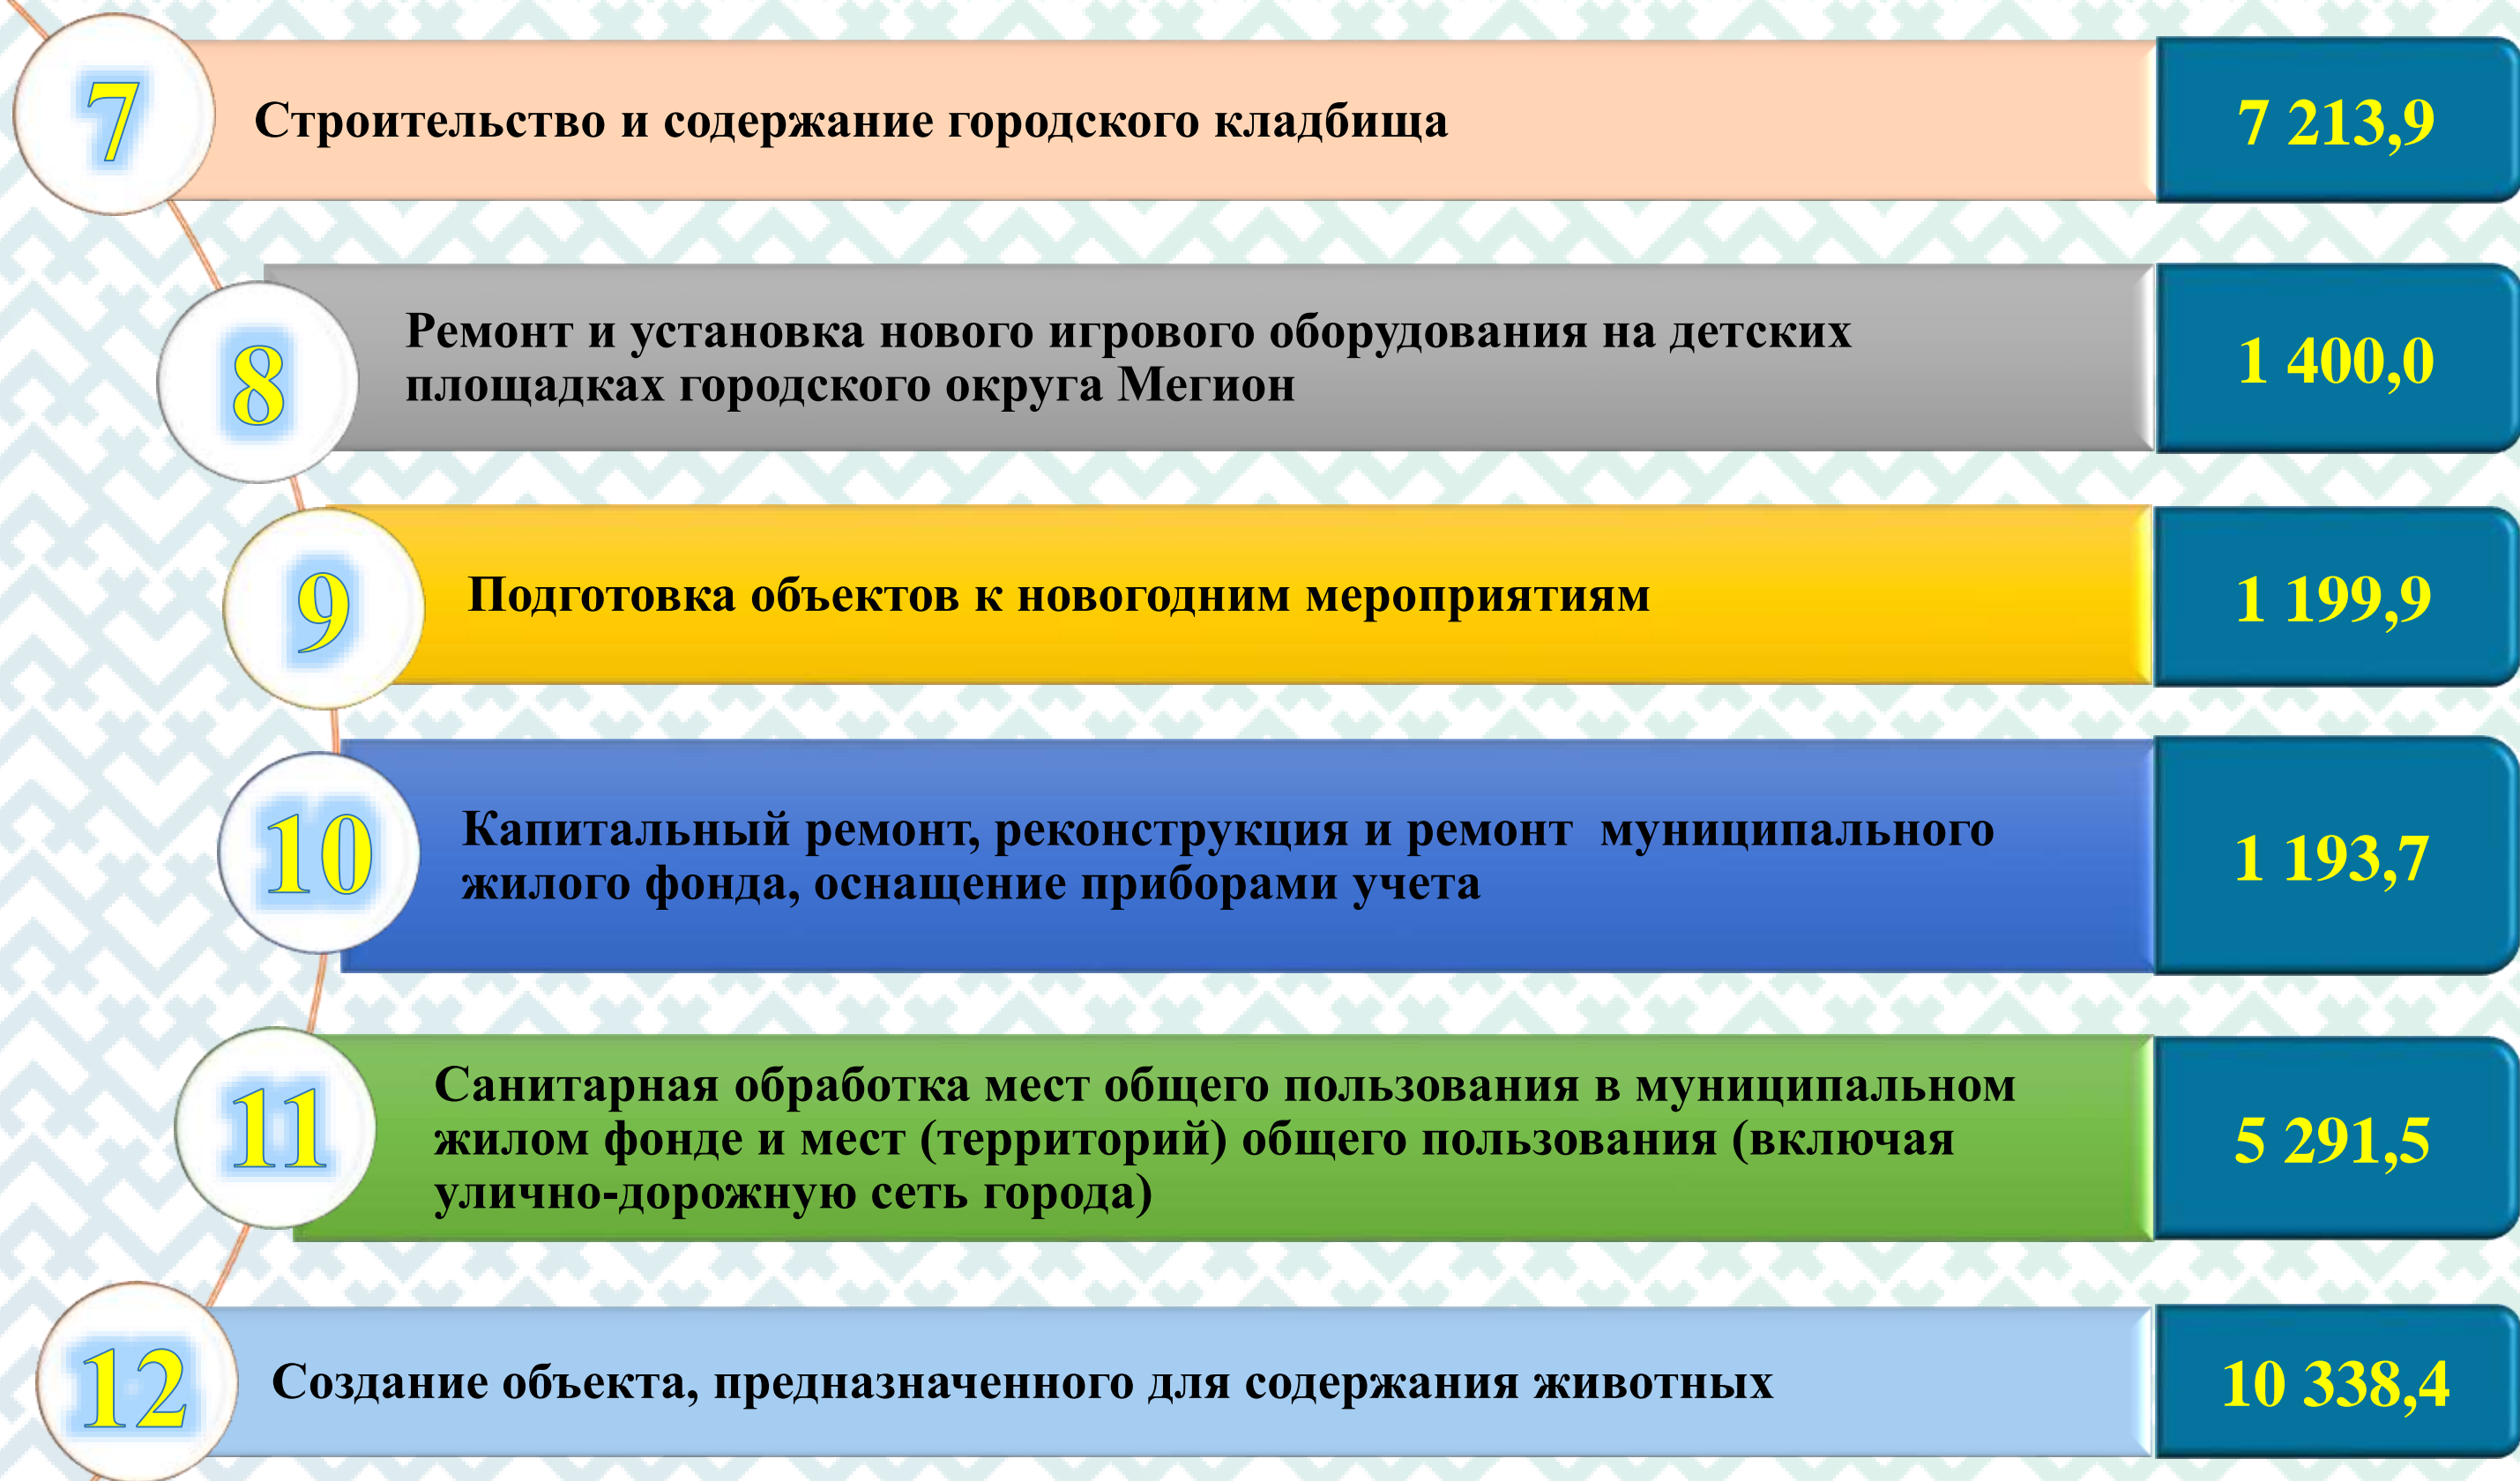 7
Строительство и содержание городского кладбища
7 213,9
8
Ремонт и установка нового игрового оборудования на детских
площадках городского округа Мегион
1 400,0
9
Подготовка объектов к новогодним мероприятиям
1 199,9
10
Капитальный ремонт, реконструкция и ремонт муниципального
жилого фонда, оснащение приборами учета
1 193,7
11
Санитарная обработка мест общего пользования в муниципальном
жилом фонде и мест (территорий) общего пользования (включая
улично-дорожную сеть города)
5 291,5
12
Создание объекта, предназначенного для содержания животных
10 338,4